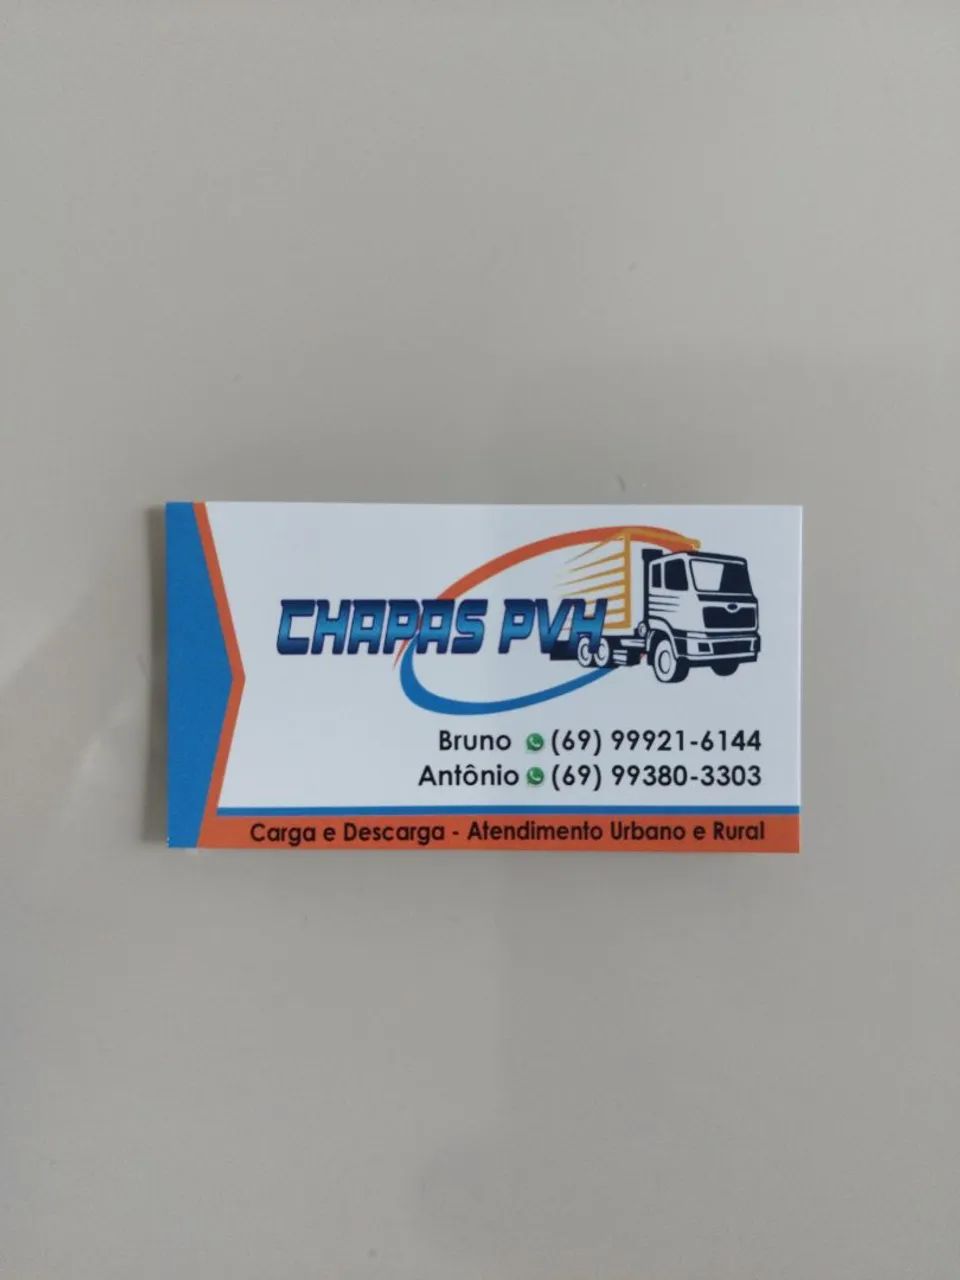 CHAPAS PVH
Bruno (69) 99921-6144
Antônio (69) 99380-3303
Carga e Descarga - Atendimento Urbano e Rural